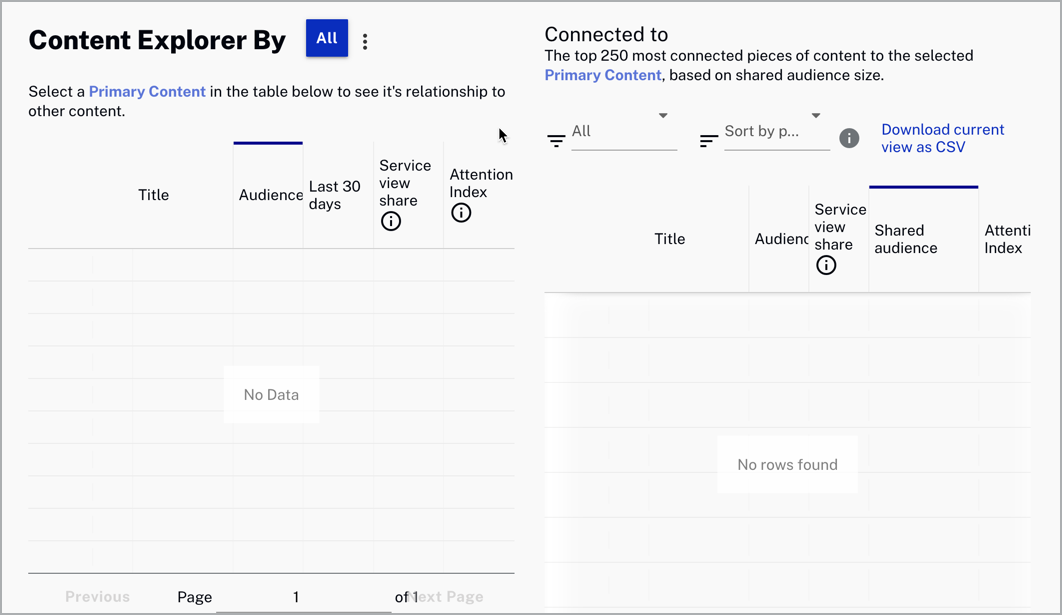 Content Explorer By
All
Select a Primary Content in the table below to see it's relationship to
other content.
Title
Audience
Last 30
days
Service
view
share
Attention
Index
No Data
Previous
Page
1
of 1
Next Page
Connected to
The top 250 most connected pieces of content to the selected
Primary Content, based on shared audience size.
All
Sort by p...
Download current
view as CSV
Title
Audienc
Service
view
share
Shared
audience
Attenti
Index
No rows found